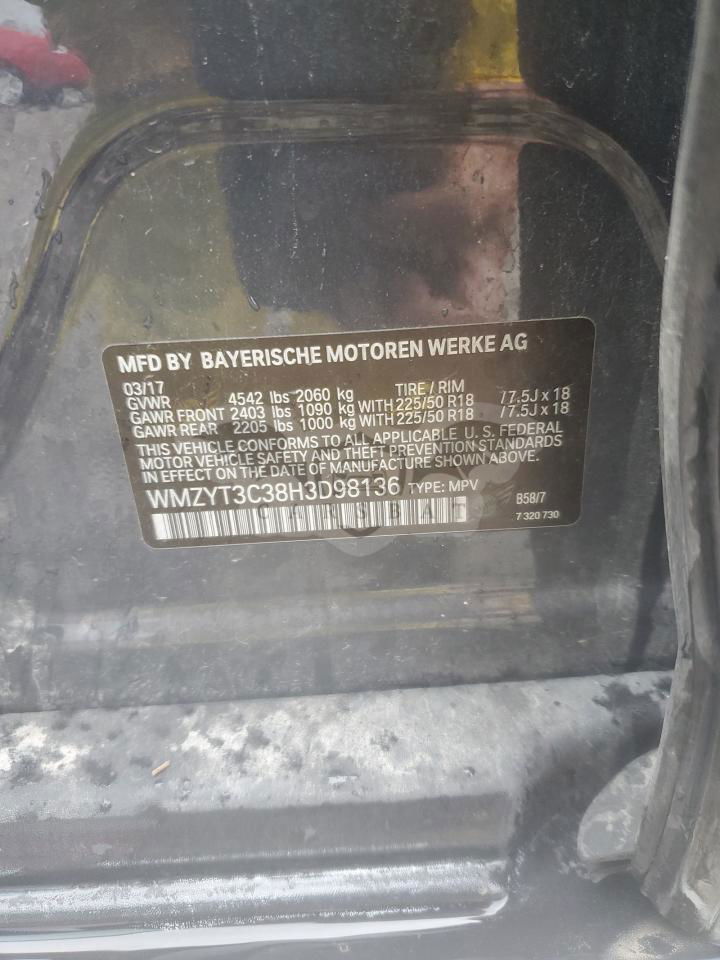 MFD BY BAYERISCHE MOTOREN WERKE AG
03/17 TIRE / RIM
GVWR 4542 lbs 2060 kg
GAWR FRONT 2403 lbs 1090 kg WITH 225/50 R18 /7.5J x 18
GAWR REAR 2205 lbs 1000 kg WITH 225/50 R18 /7.5J x 18
THIS VEHICLE CONFORMS TO ALL APPLICABLE U. S. FEDERAL
MOTOR VEHICLE SAFETY AND THEFT PREVENTION STANDARDS
IN EFFECT ON THE DATE OF MANUFACTURE SHOWN ABOVE.
WMZYT3C38H3D98136 TYPE: MPV B58/7
7 320 730